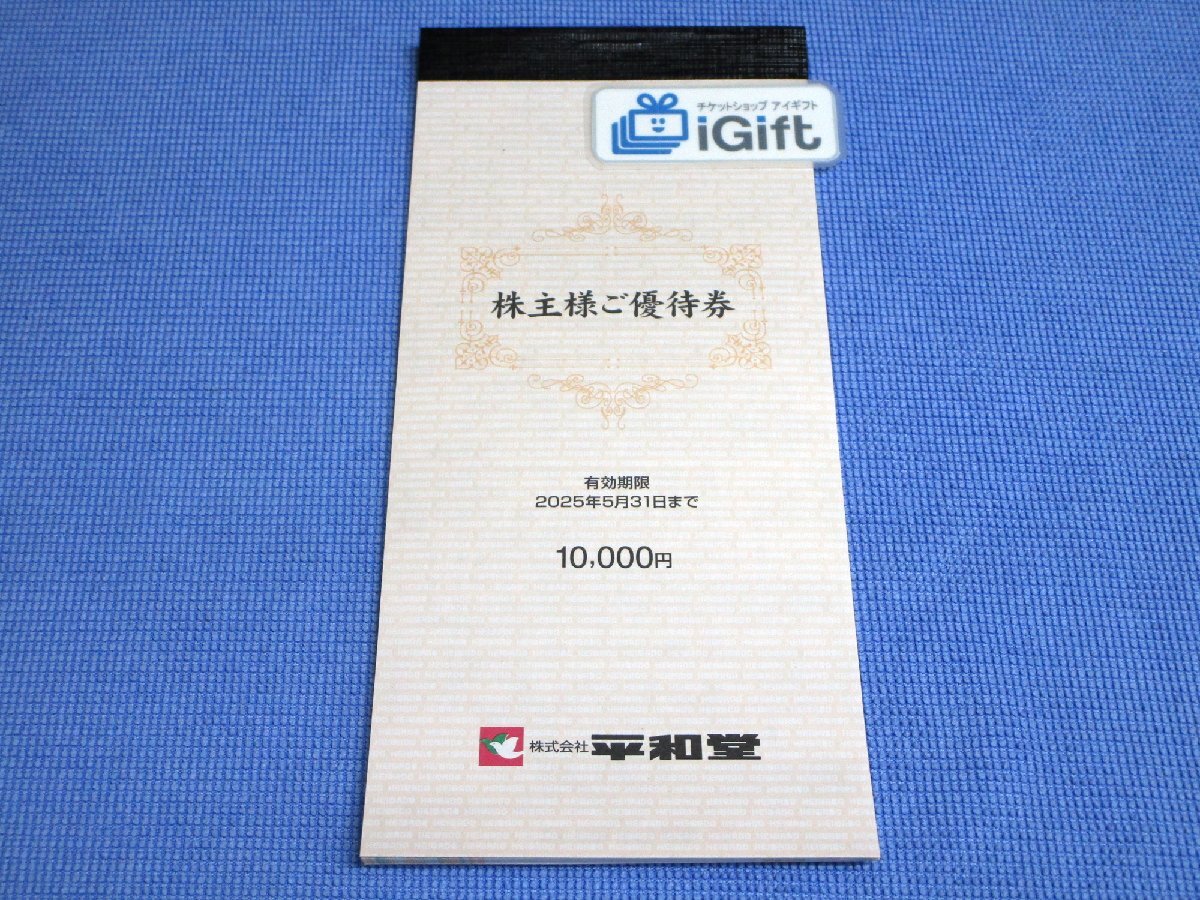 チケットショップ アイギフト
iGift
株主様ご優待券
有効期限
2025年5月31日まで
10,000円
株式会社 平和堂